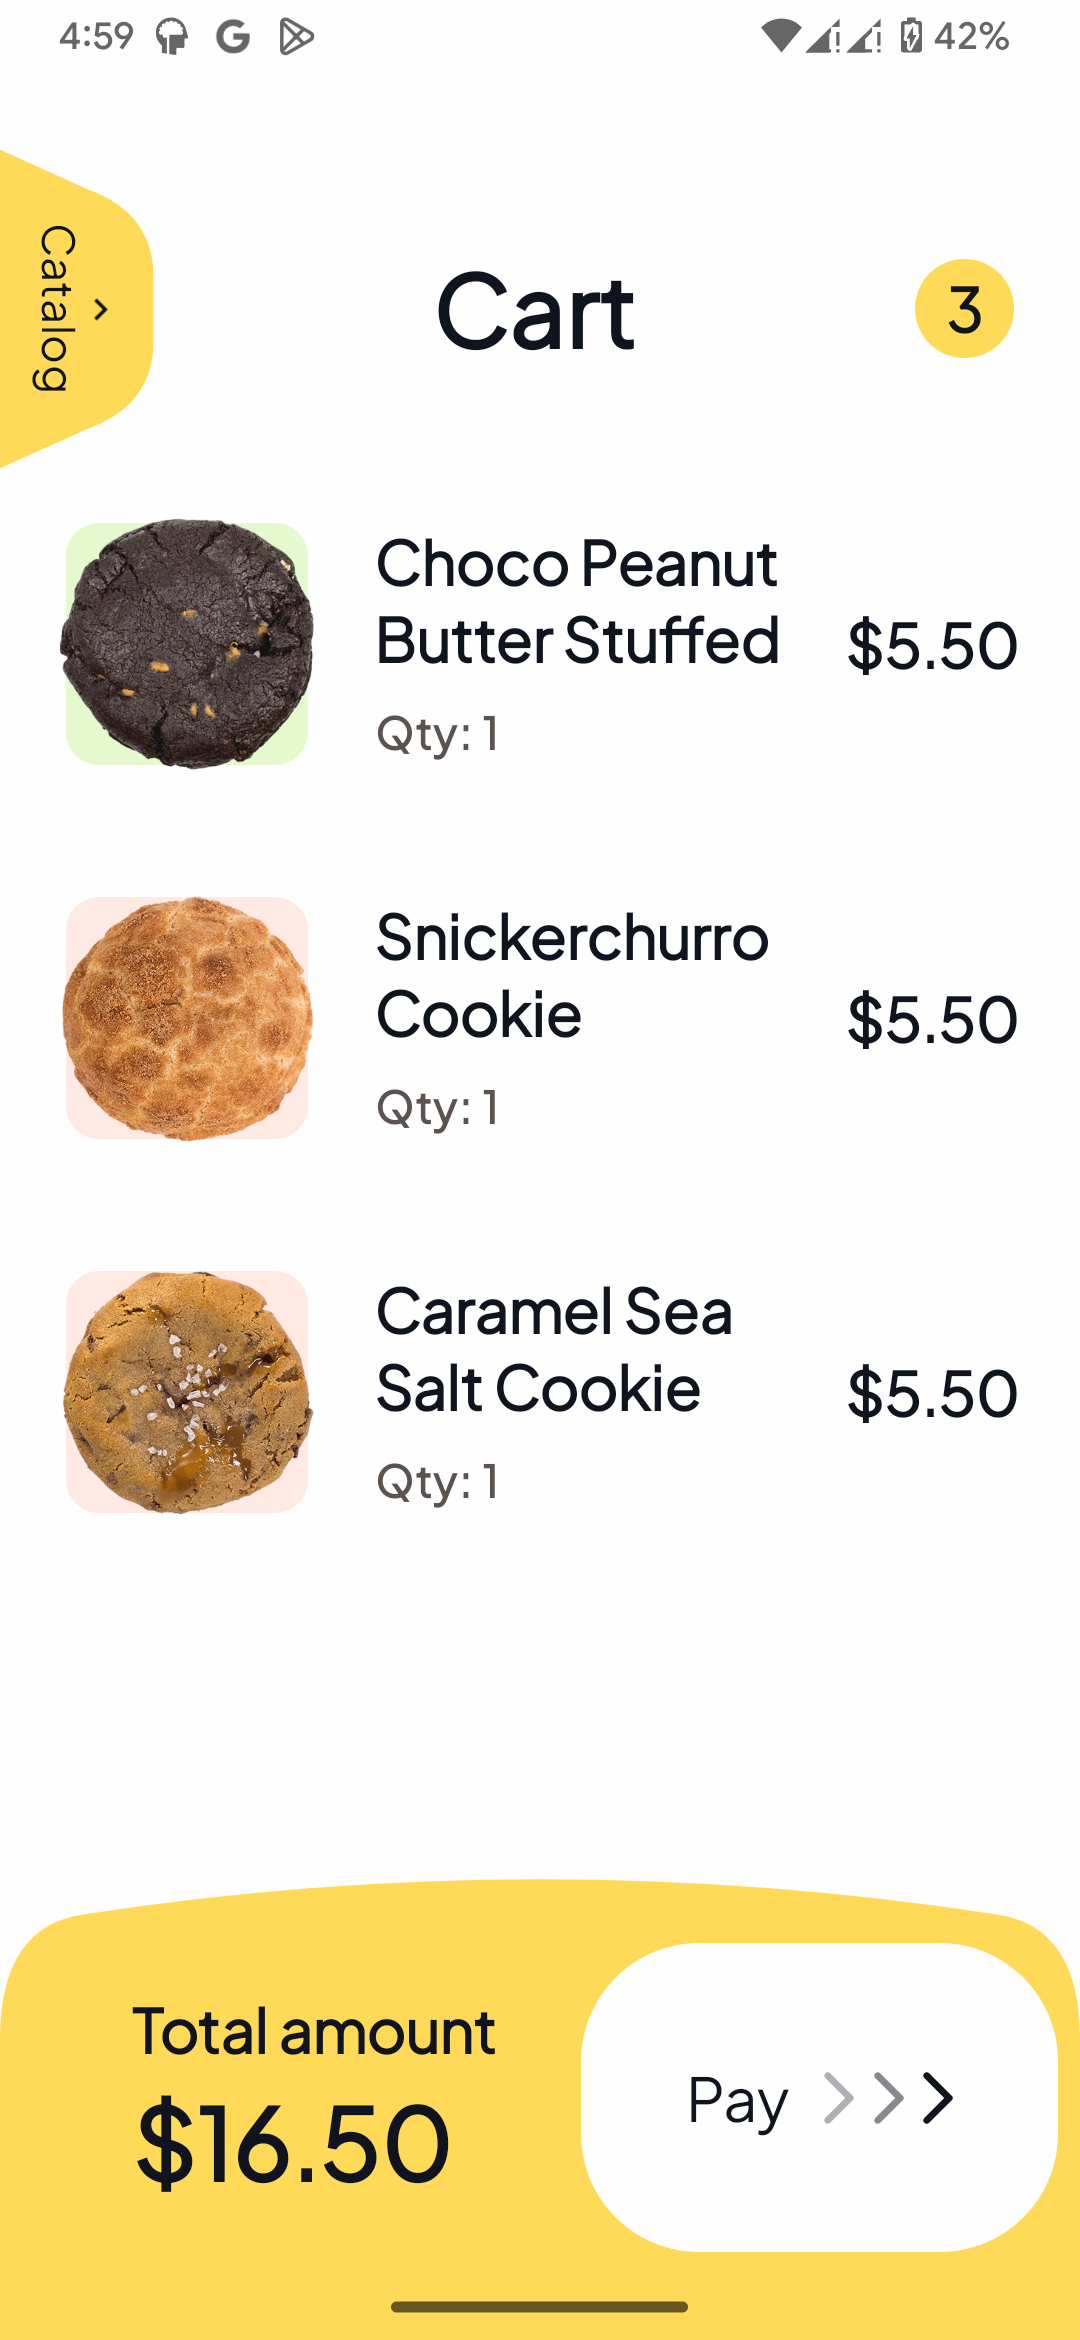 4:59
42%
Catalog
Cart
3
Choco Peanut
Butter Stuffed
$5.50
Qty: 1
Snickerchurro
Cookie
$5.50
Qty: 1
Caramel Sea
Salt Cookie
$5.50
Qty: 1
Total amount
$16.50
Pay